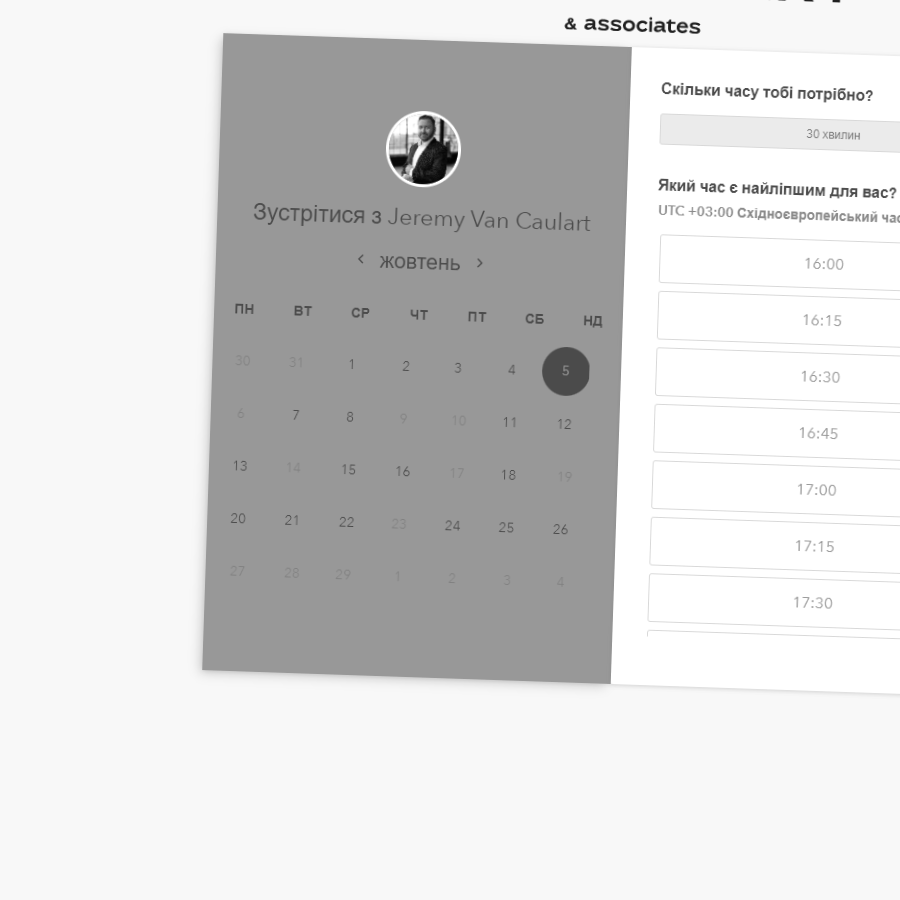 & associates
Зустрітися з Jeremy Van Caulart
жовтень
ПН ВТ СР ЧТ ПТ СБ НД
30 31 1 2 3 4 5
6 7 8 9 10 11 12
13 14 15 16 17 18 19
20 21 22 23 24 25 26
27 28 29 1 2 3 4
Скільки часу тобі потрібно?
30 хвилин
Який час є найліпшим для вас?
UTC +03:00 Східноєвропейський
16:00
16:15
16:30
16:45
17:00
17:15
17:30